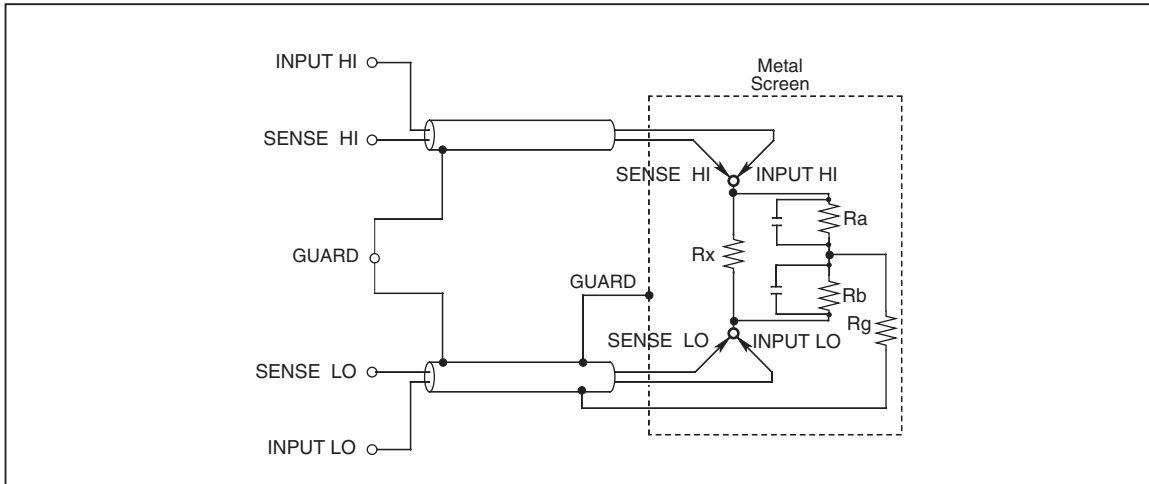 INPUT HI
Metal
Screen
SENSE HI
SENSE HI
INPUT HI
Ra
Rx
GUARD
GUARD
Rb
Rg
SENSE LO
INPUT LO
SENSE LO
INPUT LO